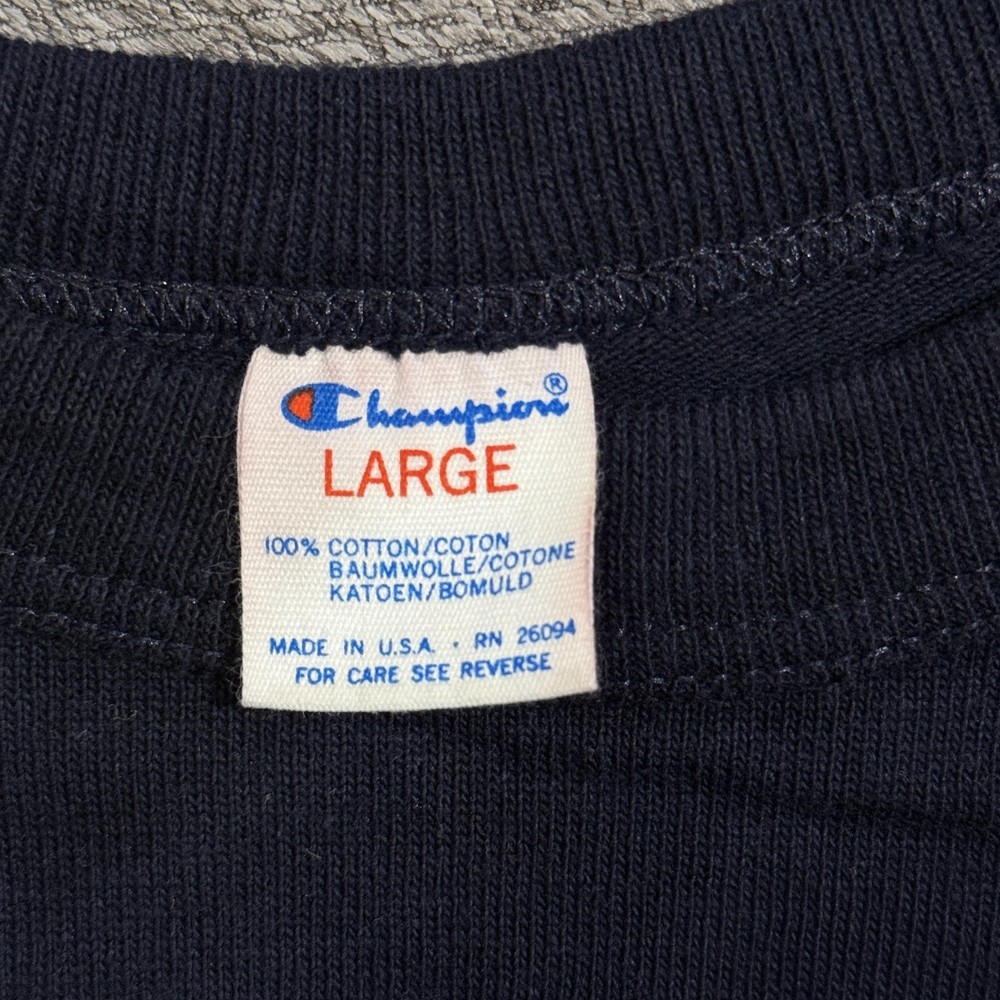 Champion®
LARGE
100% COTTON/COTON
BAUMWOLLE/COTONE
KATOEN/BOMULD
MADE IN U.S.A. · RN 26094
FOR CARE SEE REVERSE